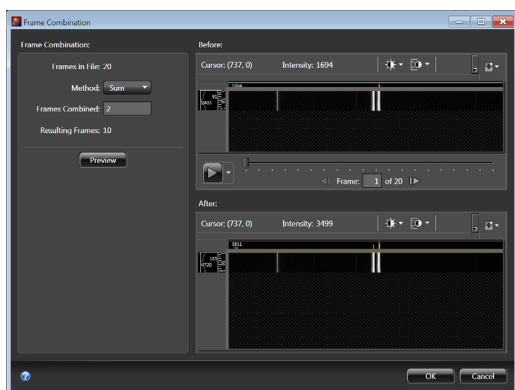 Frame Combination
Frame Combination:
Frames in File: 20
Method: Sum
Frames Combined: 2
Resulting Frames: 10
Preview
Before:
Cursor: (737, 0) Intensity: 1694
Frame: 1 of 20
After:
Cursor: (737, 0) Intensity: 3499
1811
OK Cancel